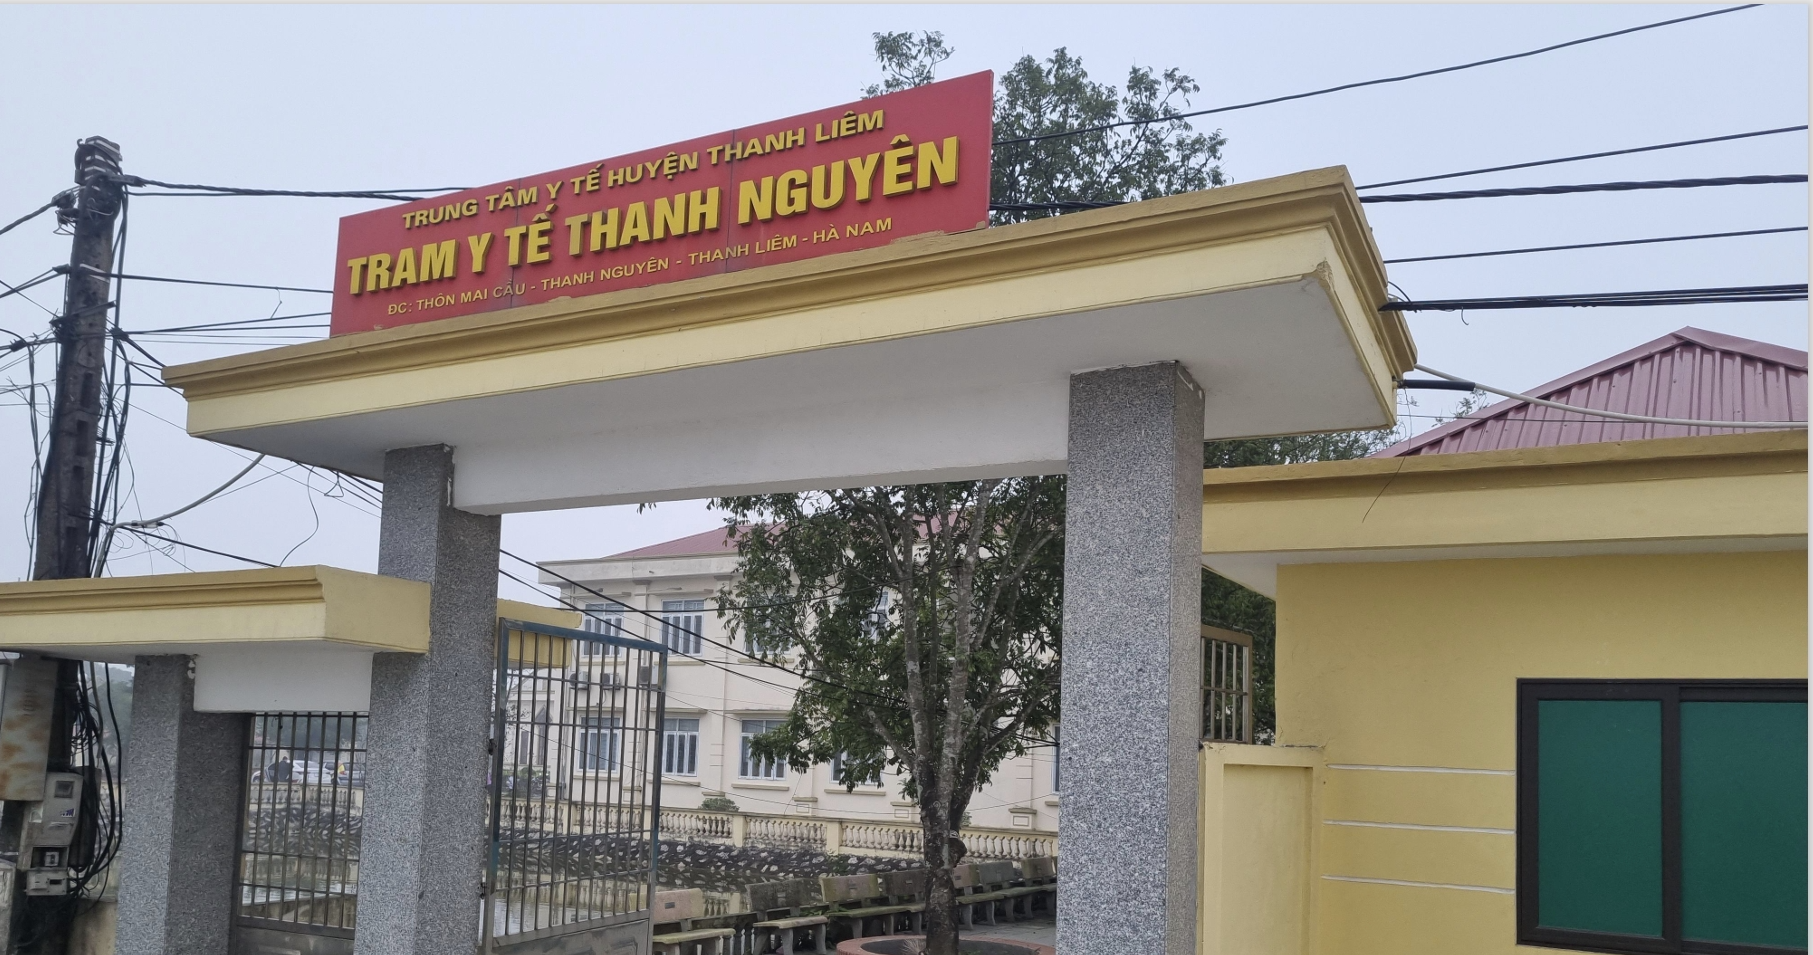 TRUNG TÂM Y TẾ HUYỆN THANH LIÊM
TRAM Y TẾ THANH NGUYÊN
ĐC: THÔN MAI CẦU - THANH NGUYÊN - THANH LIÊM - HÀ NAM